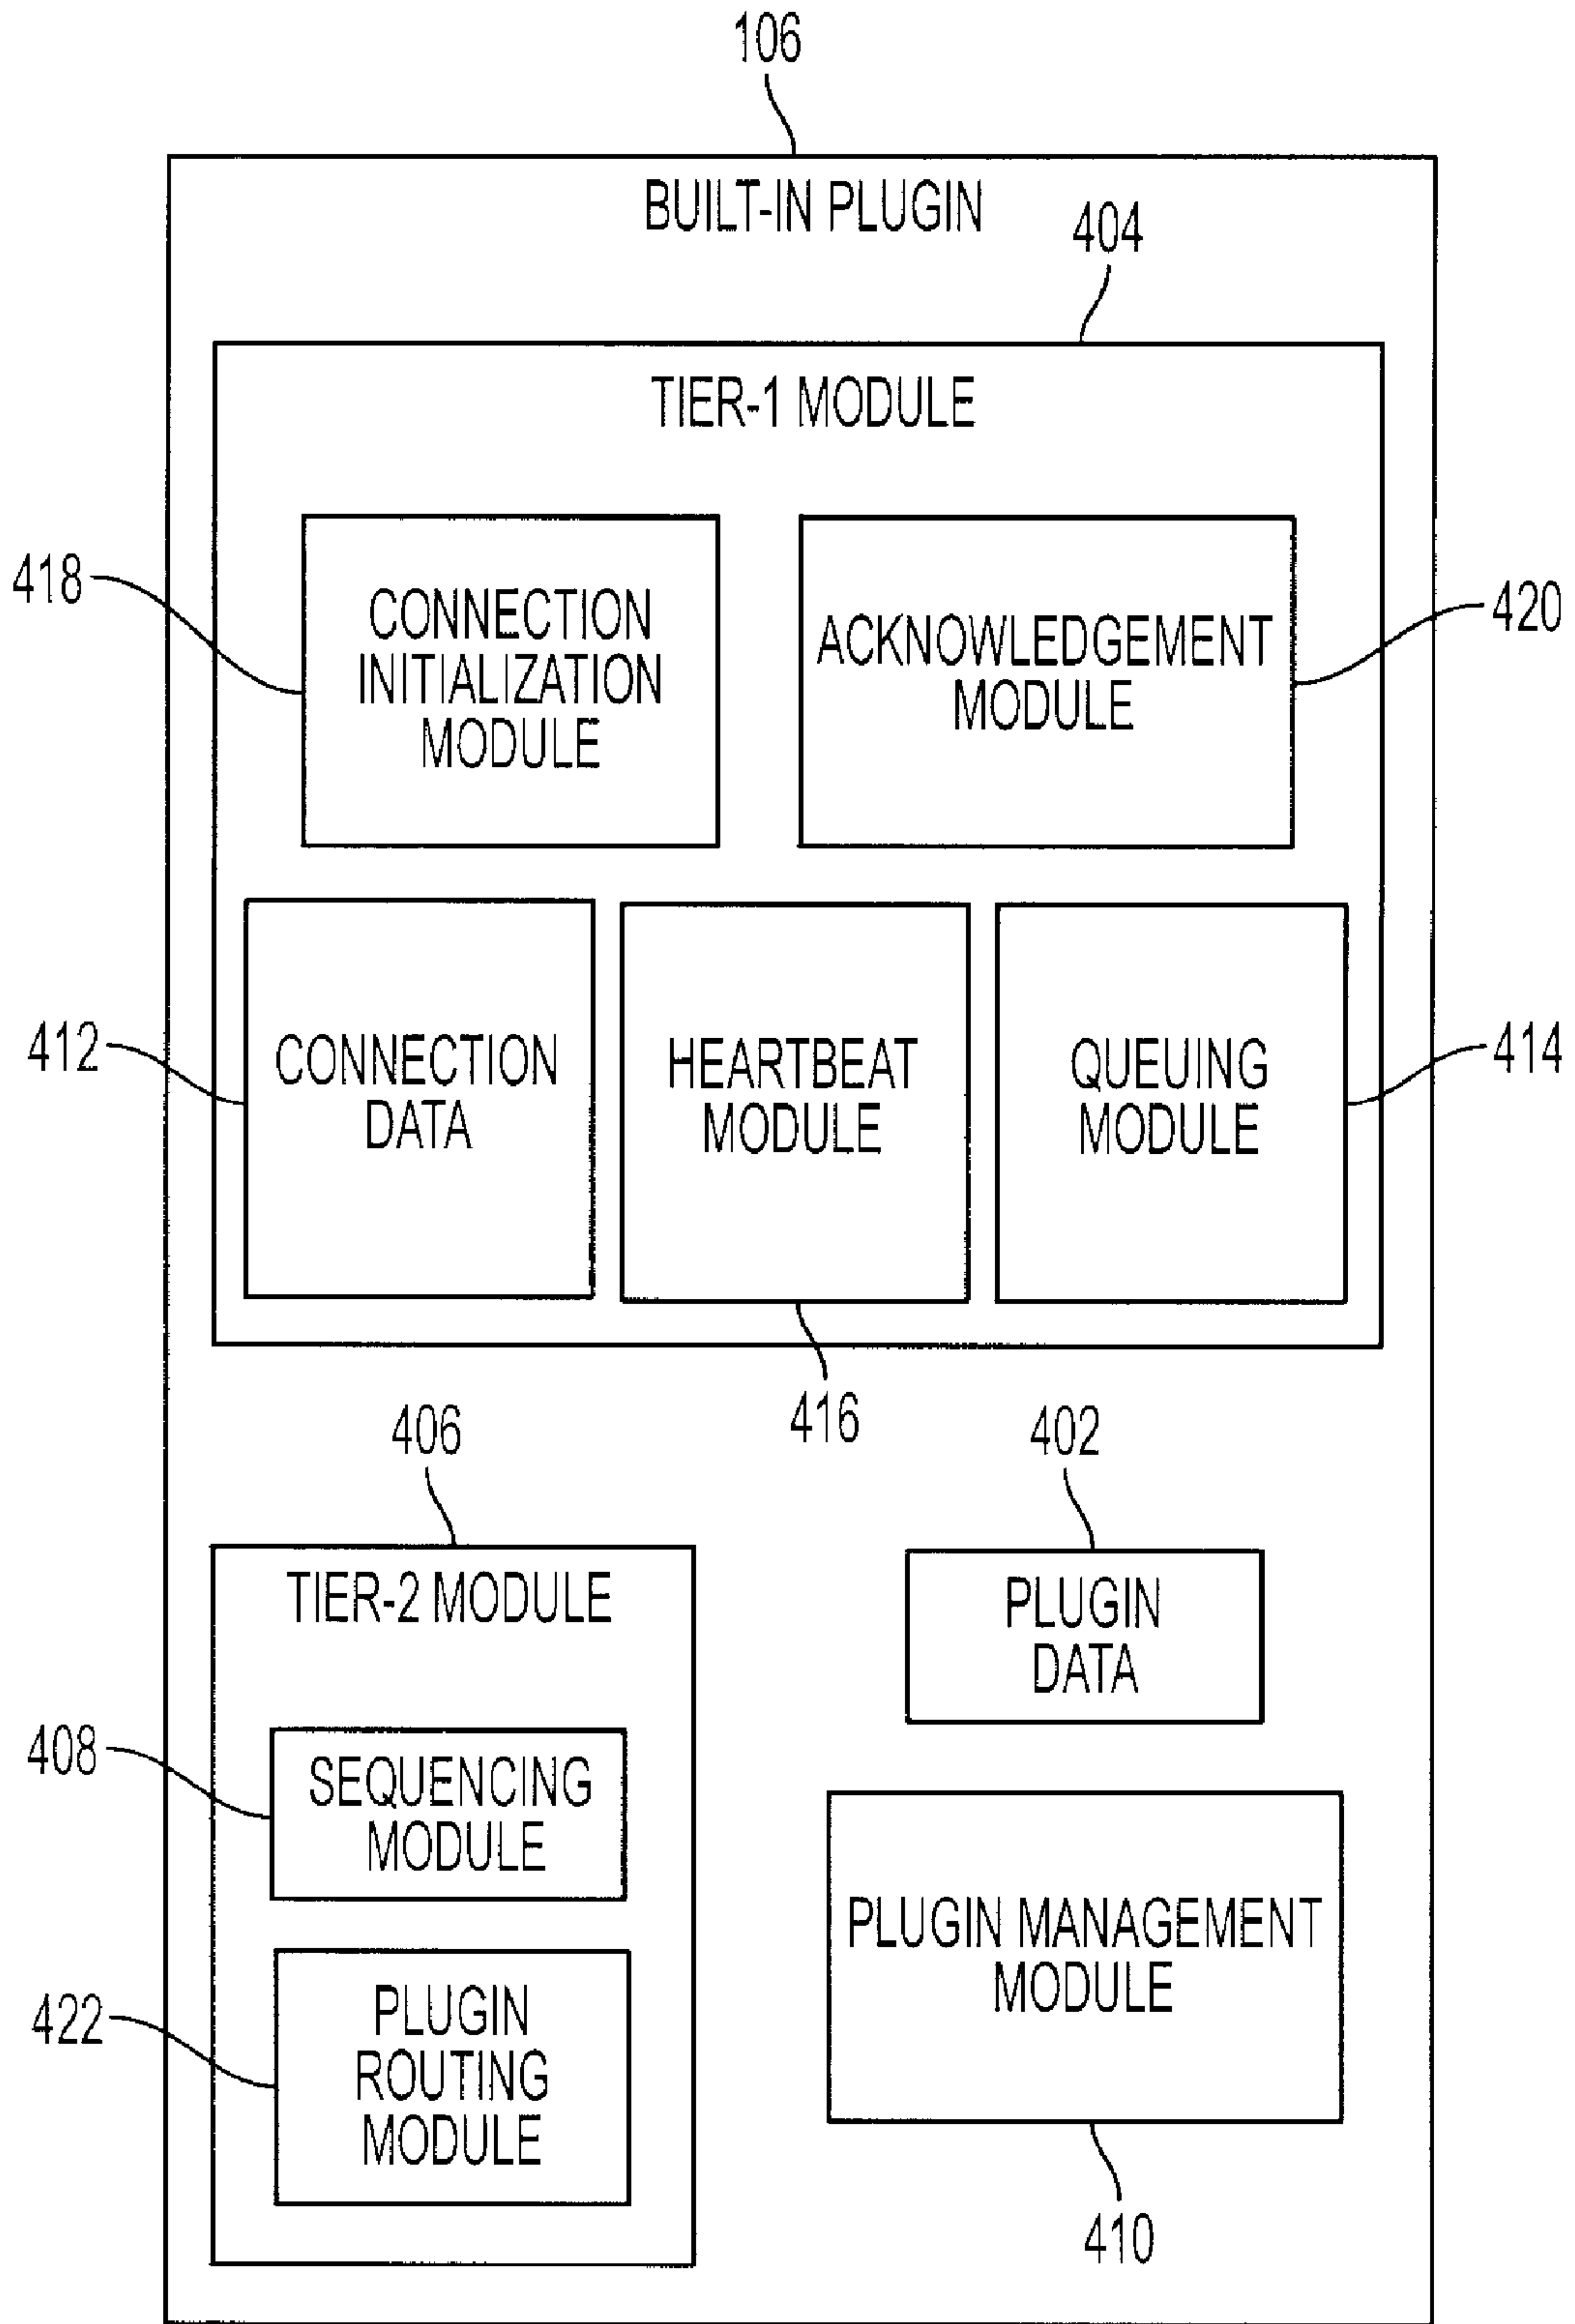 106
BUILT-IN PLUGIN
404
TIER-1 MODULE
418
CONNECTION
INITIALIZATION
MODULE
ACKNOWLEDGEMENT
MODULE
420
412
CONNECTION
DATA
HEARTBEAT
MODULE
QUEUING
MODULE
414
416
406
402
TIER-2 MODULE
PLUGIN
DATA
408
SEQUENCING
MODULE
PLUGIN MANAGEMENT
MODULE
422
PLUGIN
ROUTING
MODULE
410